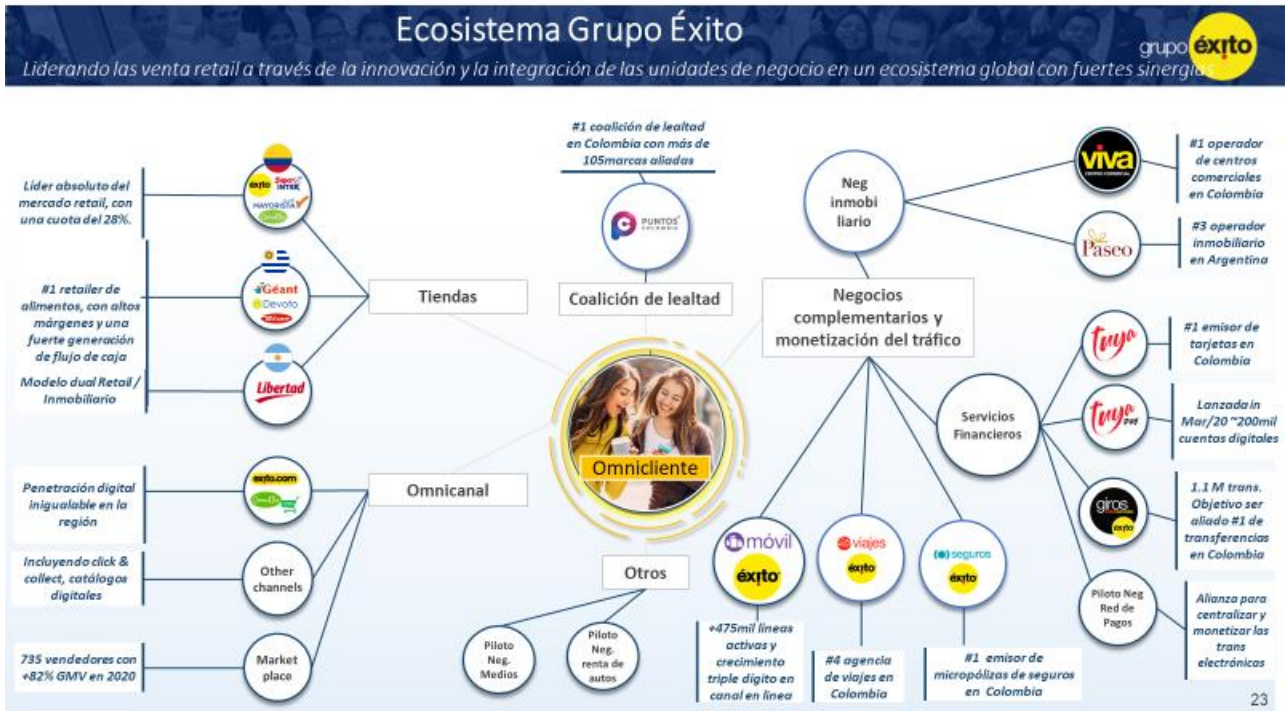 Ecosistema Grupo Éxito
grupo éxito
Liderando las venta retail a través de la innovación y la integración de las unidades de negocio en un ecosistema global con fuertes sinergias
Lider absoluto del
mercado retail, con
una cuota del 28%.
éxito
Super
INTER
MAYORISTA
#1 retailer de
alimentos, con altos
márgenes y una
fuerte generación
de flujo de caja
Géant
Devoto
Modelo dual Retail /
Inmobiliario
Libertad
Tiendas
#1 coalición de lealtad
en Colombia con más de
105marcas aliadas
PUNTOS
COLOMBIA
Coalición de lealtad
Omnicliente
Neg
inmobi
liario
viva
CENTRO COMERCIAL
#1 operador
de centros
comerciales
en Colombia
Paseo
#3 operador
inmobiliario
en Argentina
Negocios
complementarios y
monetización del tráfico
Servicios
Financieros
tuya
#1 emisor de
tarjetas en
Colombia
tuya
pay
Lanzada in
Mar/20 ~200mil
cuentas digitales
giros
éxito
1.1 M trans.
Objetivo ser
aliado #1 de
transferencias
en Colombia
Piloto Neg
Red de
Pagos
Alianza para
centralizar y
monetizar las
trans
electrónicas
Penetración digital
inigualable en la
región
exito.com
Omnicanal
Incluyendo click &
collect, catálogos
digitales
Other
channels
735 vendedores con
+82% GMV en 2020
Market
place
Otros
Piloto
Neg.
Medios
Piloto
Neg.
renta de
autos
móvil
éxito
+475mil líneas
activas y
crecimiento
triple digito en
canal en linea
viajes
éxito
#4 agencia
de viajes en
Colombia
seguros
éxito
#1 emisor de
micropólizas de seguros
en Colombia
23